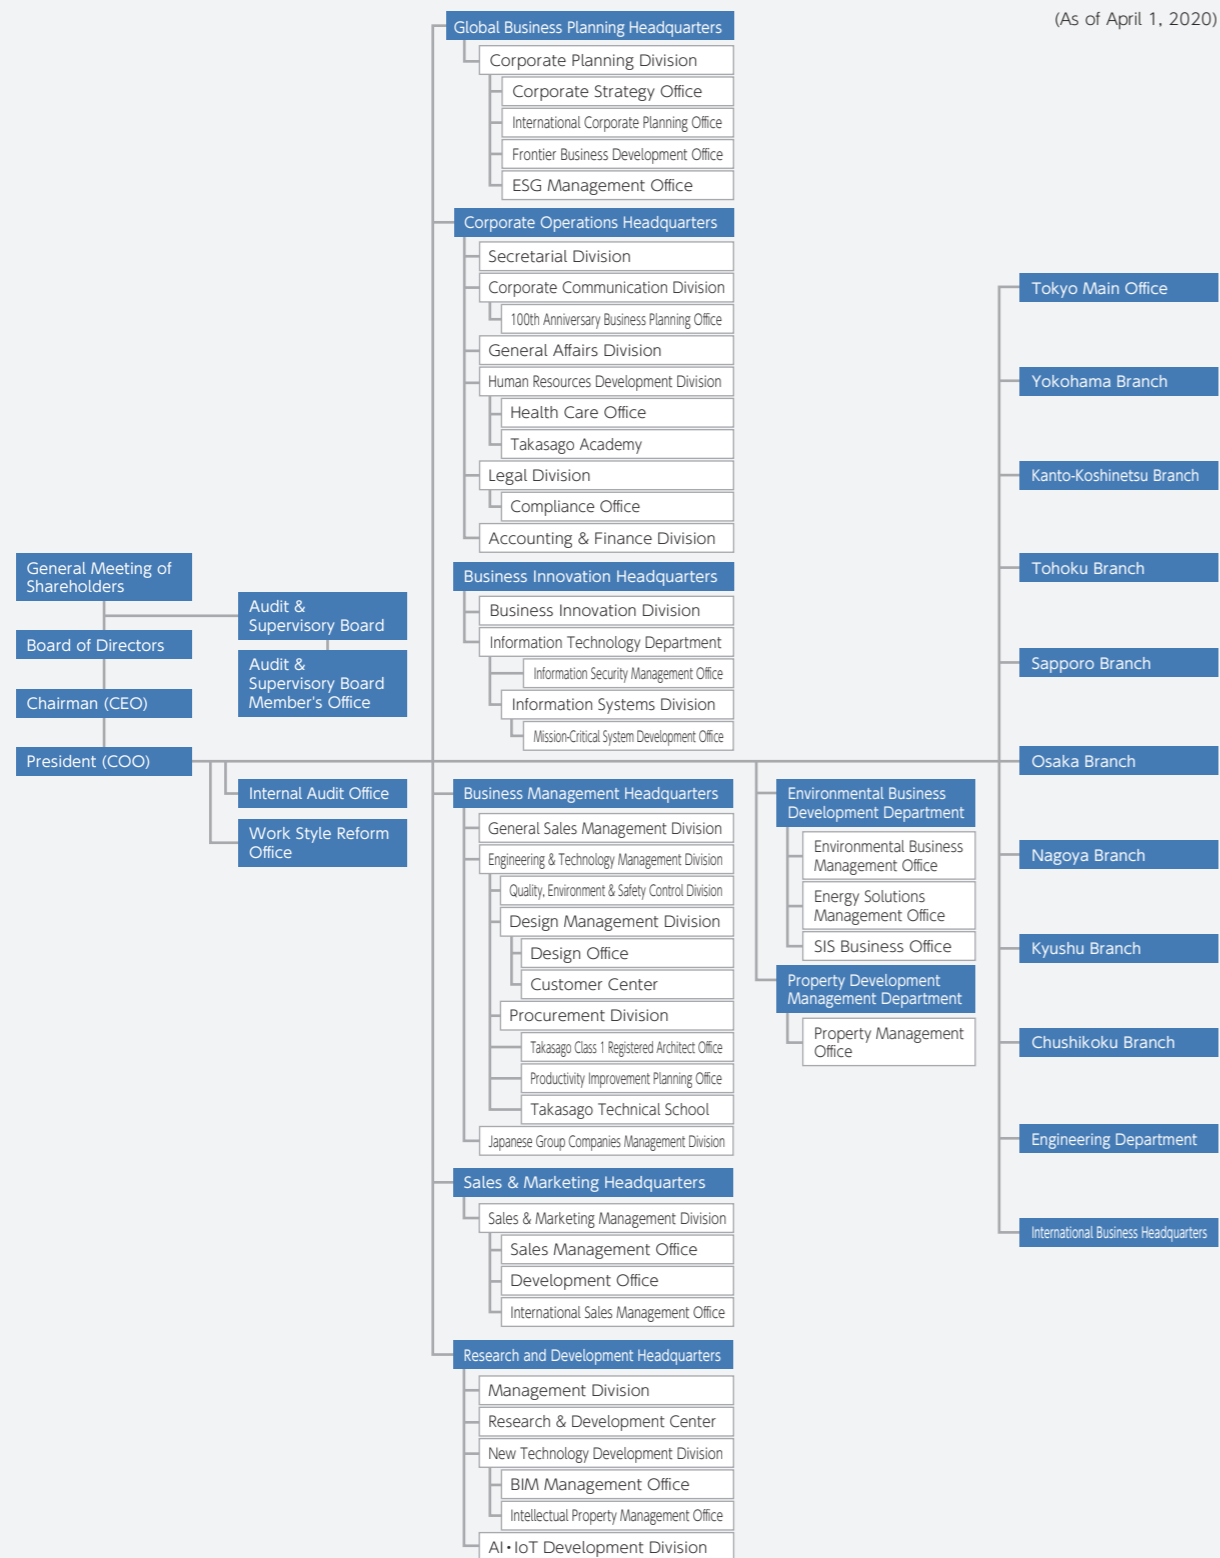 (As of April 1, 2020)
General Meeting of
Shareholders
Board of Directors
Chairman (CEO)
President (COO)
Audit &
Supervisory Board
Audit &
Supervisory Board
Member's Office
Internal Audit Office
Work Style Reform
Office
Global Business Planning Headquarters
Corporate Planning Division
Corporate Strategy Office
International Corporate Planning Office
Frontier Business Development Office
ESG Management Office
Corporate Operations Headquarters
Secretarial Division
Corporate Communication Division
100th Anniversary Business Planning Office
General Affairs Division
Human Resources Development Division
Health Care Office
Takasago Academy
Legal Division
Compliance Office
Accounting & Finance Division
Business Innovation Headquarters
Business Innovation Division
Information Technology Department
Information Security Management Office
Information Systems Division
Mission-Critical System Development Office
Business Management Headquarters
General Sales Management Division
Engineering & Technology Management Division
Quality, Environment & Safety Control Division
Design Management Division
Design Office
Customer Center
Procurement Division
Takasago Class 1 Registered Architect Office
Productivity Improvement Planning Office
Takasago Technical School
Japanese Group Companies Management Division
Sales & Marketing Headquarters
Sales & Marketing Management Division
Sales Management Office
Development Office
International Sales Management Office
Research and Development Headquarters
Management Division
Research & Development Center
New Technology Development Division
BIM Management Office
Intellectual Property Management Office
AI・IoT Development Division
Environmental Business
Development Department
Environmental Business
Management Office
Energy Solutions
Management Office
SIS Business Office
Property Development
Management Department
Property Management
Office
Tokyo Main Office
Yokohama Branch
Kanto-Koshinetsu Branch
Tohoku Branch
Sapporo Branch
Osaka Branch
Nagoya Branch
Kyushu Branch
Chushikoku Branch
Engineering Department
International Business Headquarters